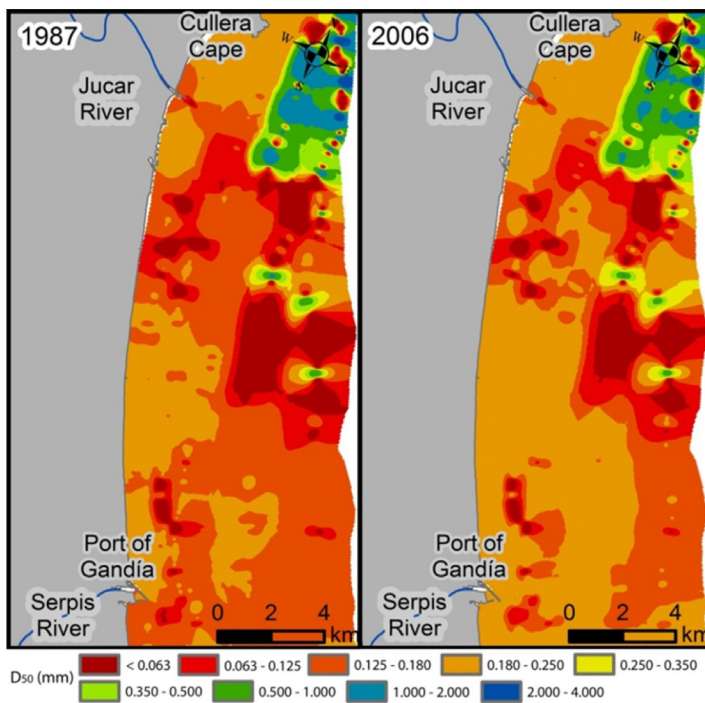 1987
Cullera
Cape
W
S
Jucar
River
Port of
Gandía
Serpis
River
0 2 4
km
2006
Cullera
Cape
W
S
Jucar
River
Port of
Gandía
Serpis
River
0 2 4
km
D50 (mm)
< 0.063
0.063 - 0.125
0.125 - 0.180
0.180 - 0.250
0.250 - 0.350
0.350 - 0.500
0.500 - 1.000
1.000 - 2.000
2.000 - 4.000